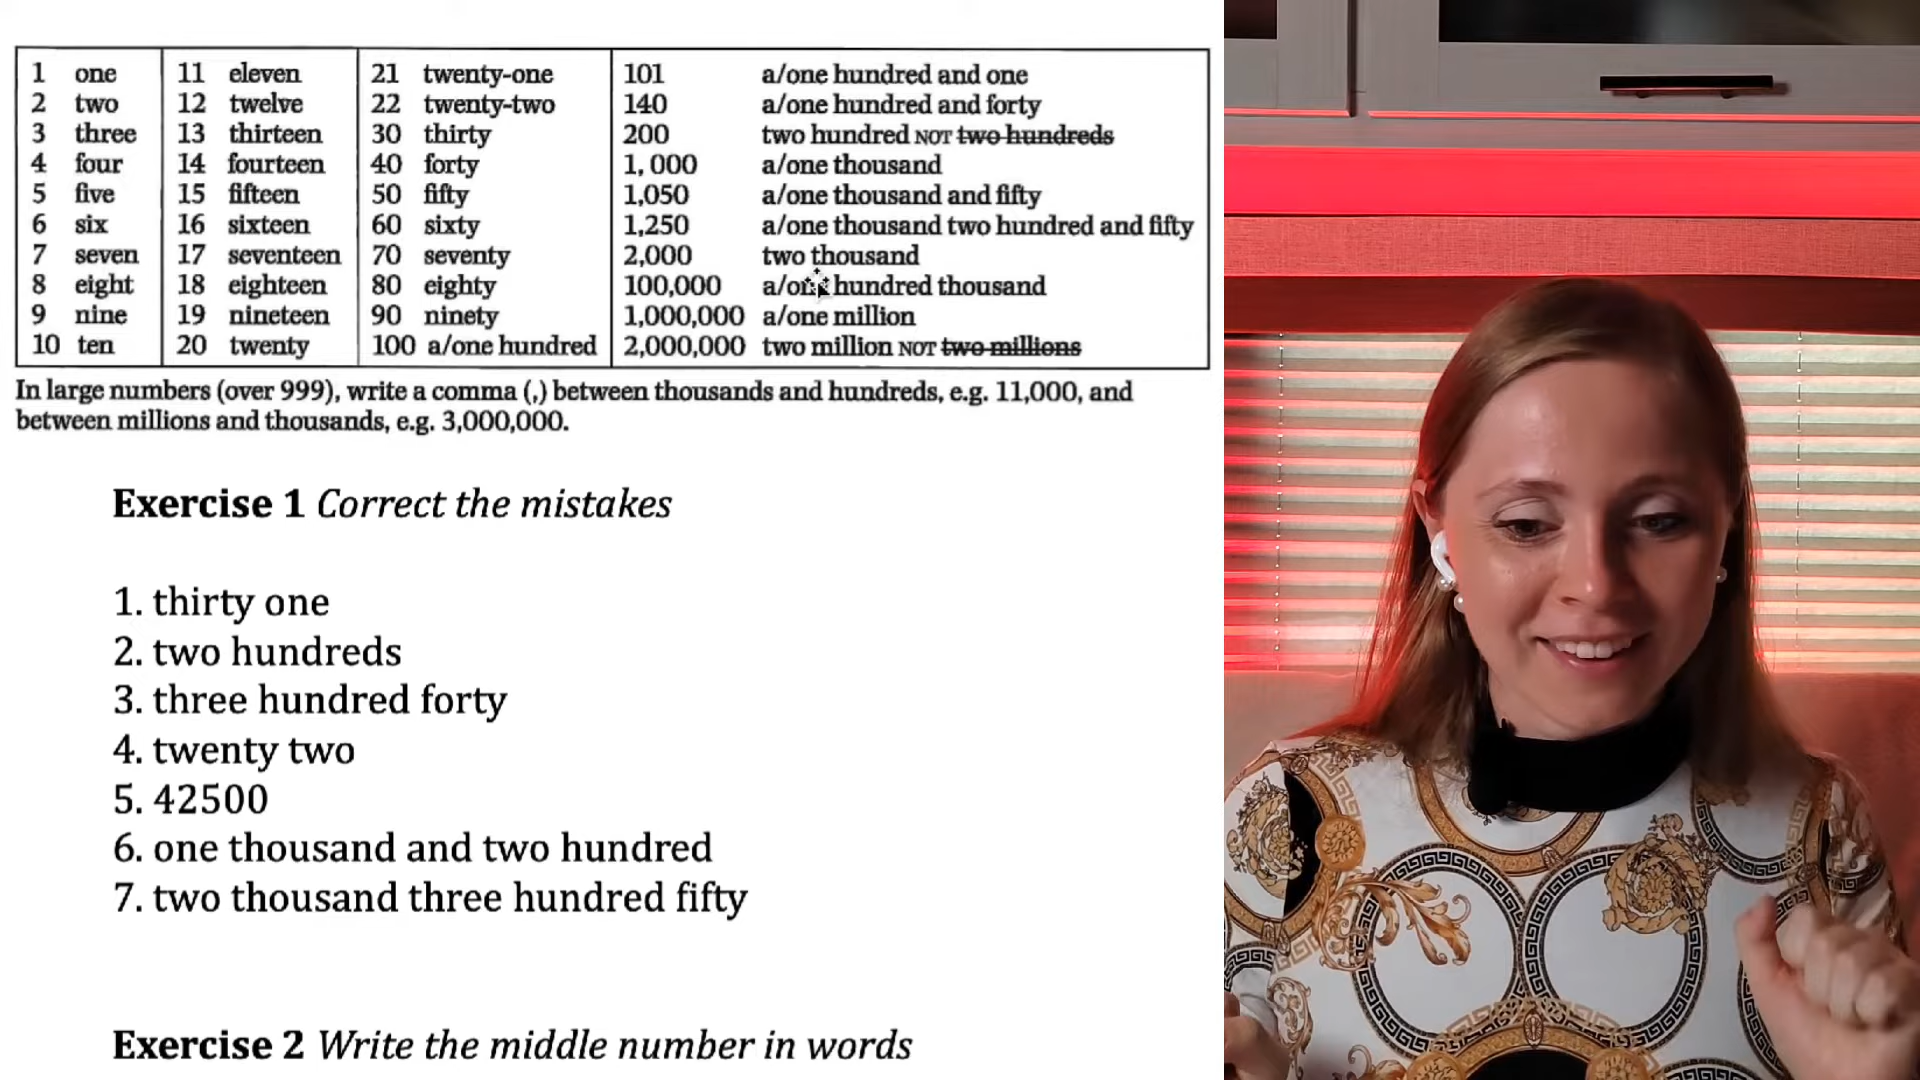 1 one 11 eleven 21 twenty-one 101 a/one hundred and one
2 two 12 twelve 22 twenty-two 140 a/one hundred and forty
3 three 13 thirteen 30 thirty 200 two hundred NOT two hundreds
4 four 14 fourteen 40 forty 1, 000 a/one thousand
5 five 15 fifteen 50 fifty 1,050 a/one thousand and fifty
6 six 16 sixteen 60 sixty 1,250 a/one thousand two hundred and fifty
7 seven 17 seventeen 70 seventy 2,000 two thousand
8 eight 18 eighteen 80 eighty 100,000 a/one hundred thousand
9 nine 19 nineteen 90 ninety 1,000,000 a/one million
10 ten 20 twenty 100 a/one hundred 2,000,000 two million NOT two millions
In large numbers (over 999), write a comma (,) between thousands and hundreds, e.g. 11,000, and
between millions and thousands, e.g. 3,000,000.
Exercise 1 Correct the mistakes
1. thirty one
2. two hundreds
3. three hundred forty
4. twenty two
5. 42500
6. one thousand and two hundred
7. two thousand three hundred fifty
Exercise 2 Write the middle number in words